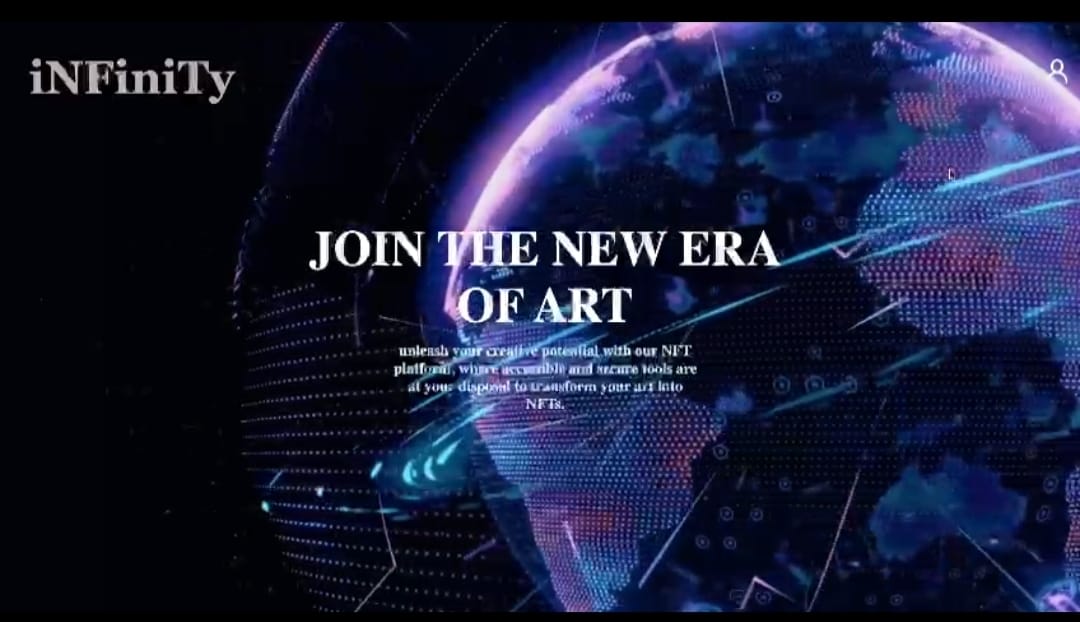 iNFiniTy
JOIN THE NEW ERA
OF ART
unleash your creative potential with our NFT
platform, where accessible and secure tools are
at your disposal to transform your art into
NFTs.